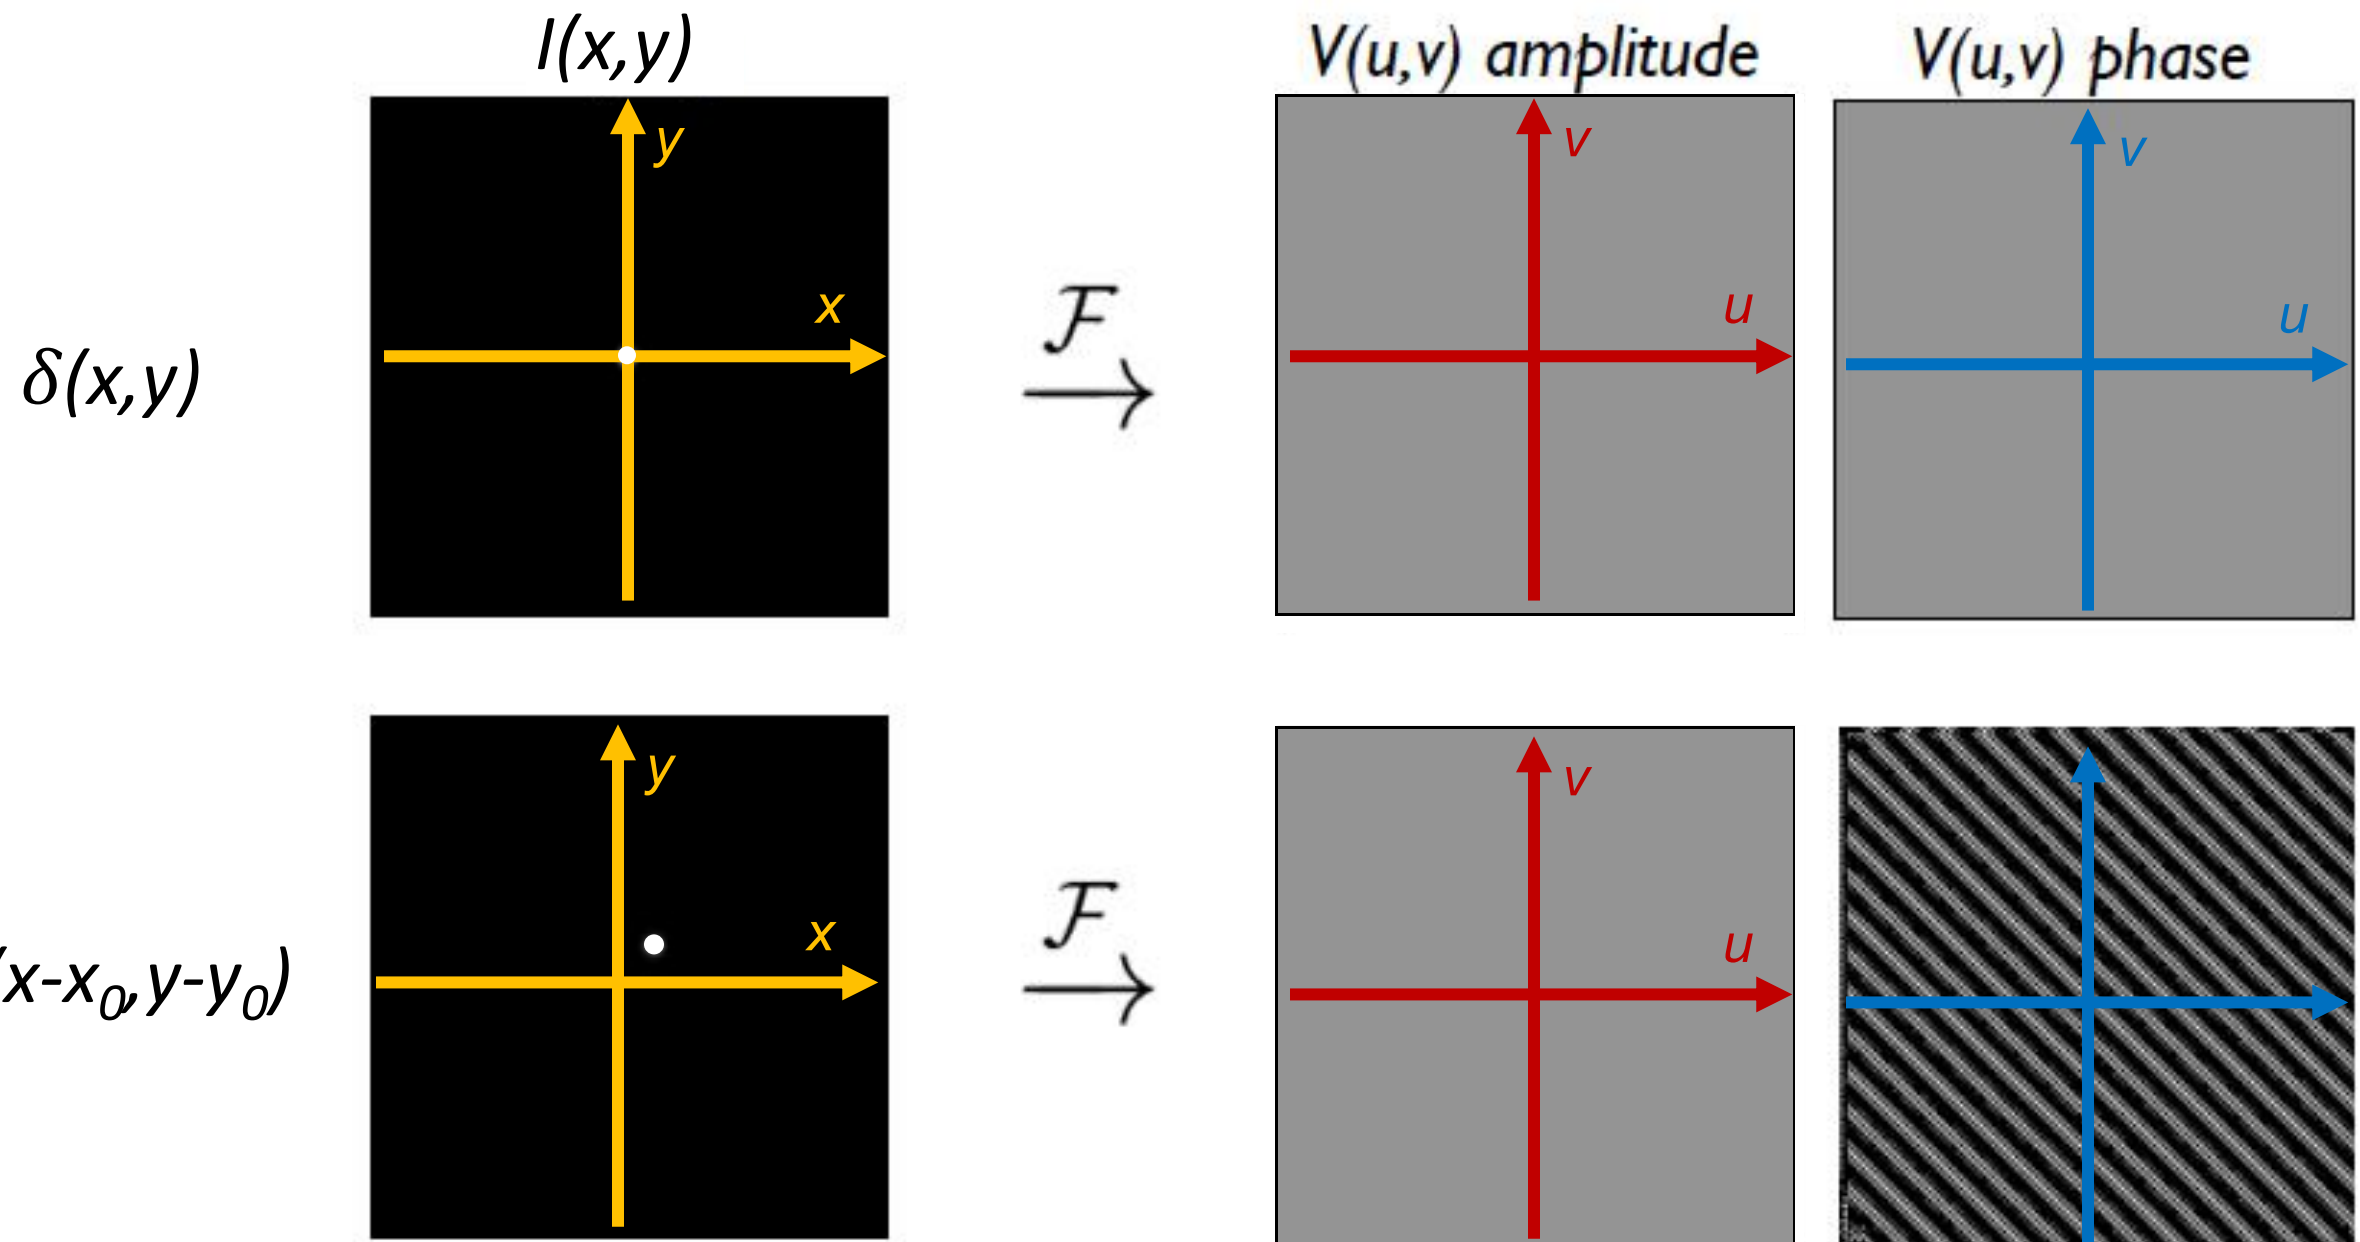 I(x,y)
V(u,v) amplitude
V(u,v) phase
y
v
v
x
u
u
ℱ
→
δ(x,y)
y
v
x
u
ℱ
→
(x-x₀,y-y₀)